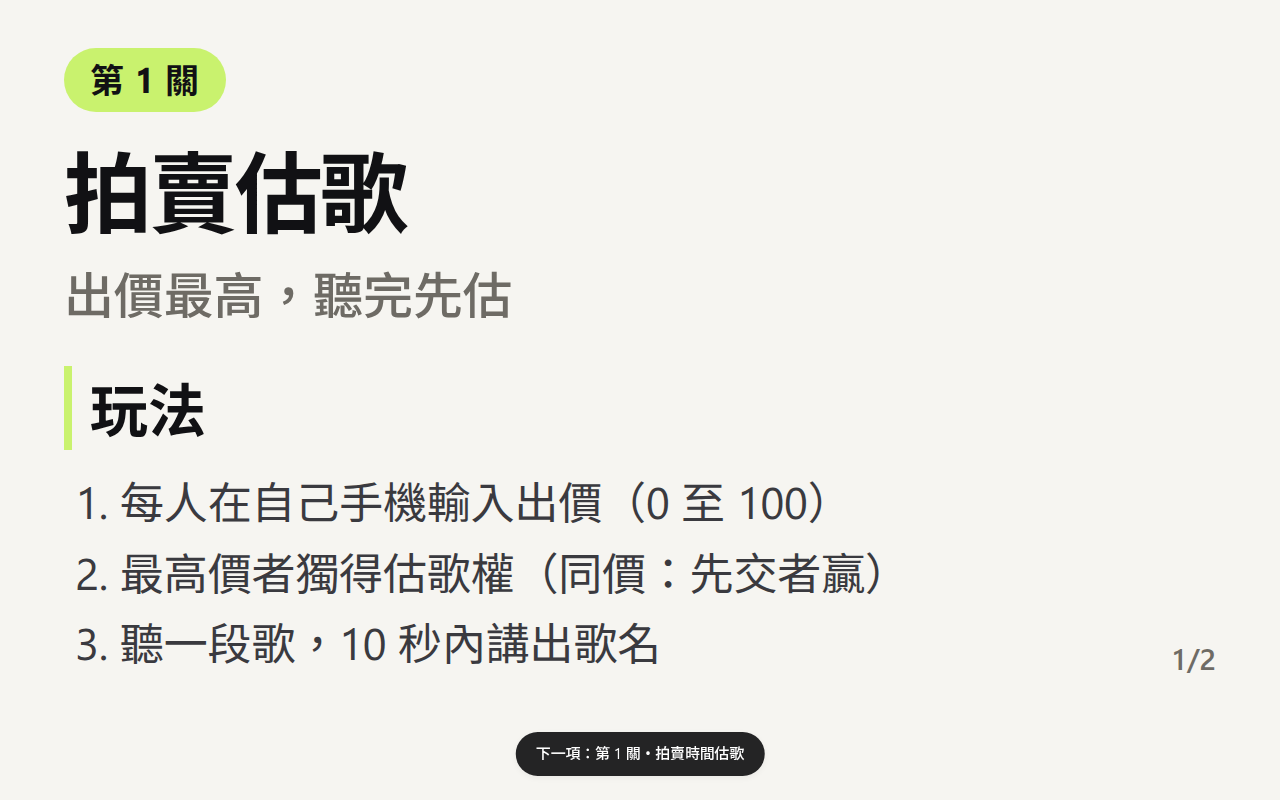 第 1 關
拍賣估歌
出價最高，聽完先估
玩法
1. 每人在自己手機輸入出價（0 至 100）
2. 最高價者獨得估歌權（同價：先交者贏）
3. 聽一段歌，10 秒內講出歌名
1/2
下一項：第 1 關・拍賣時間估歌